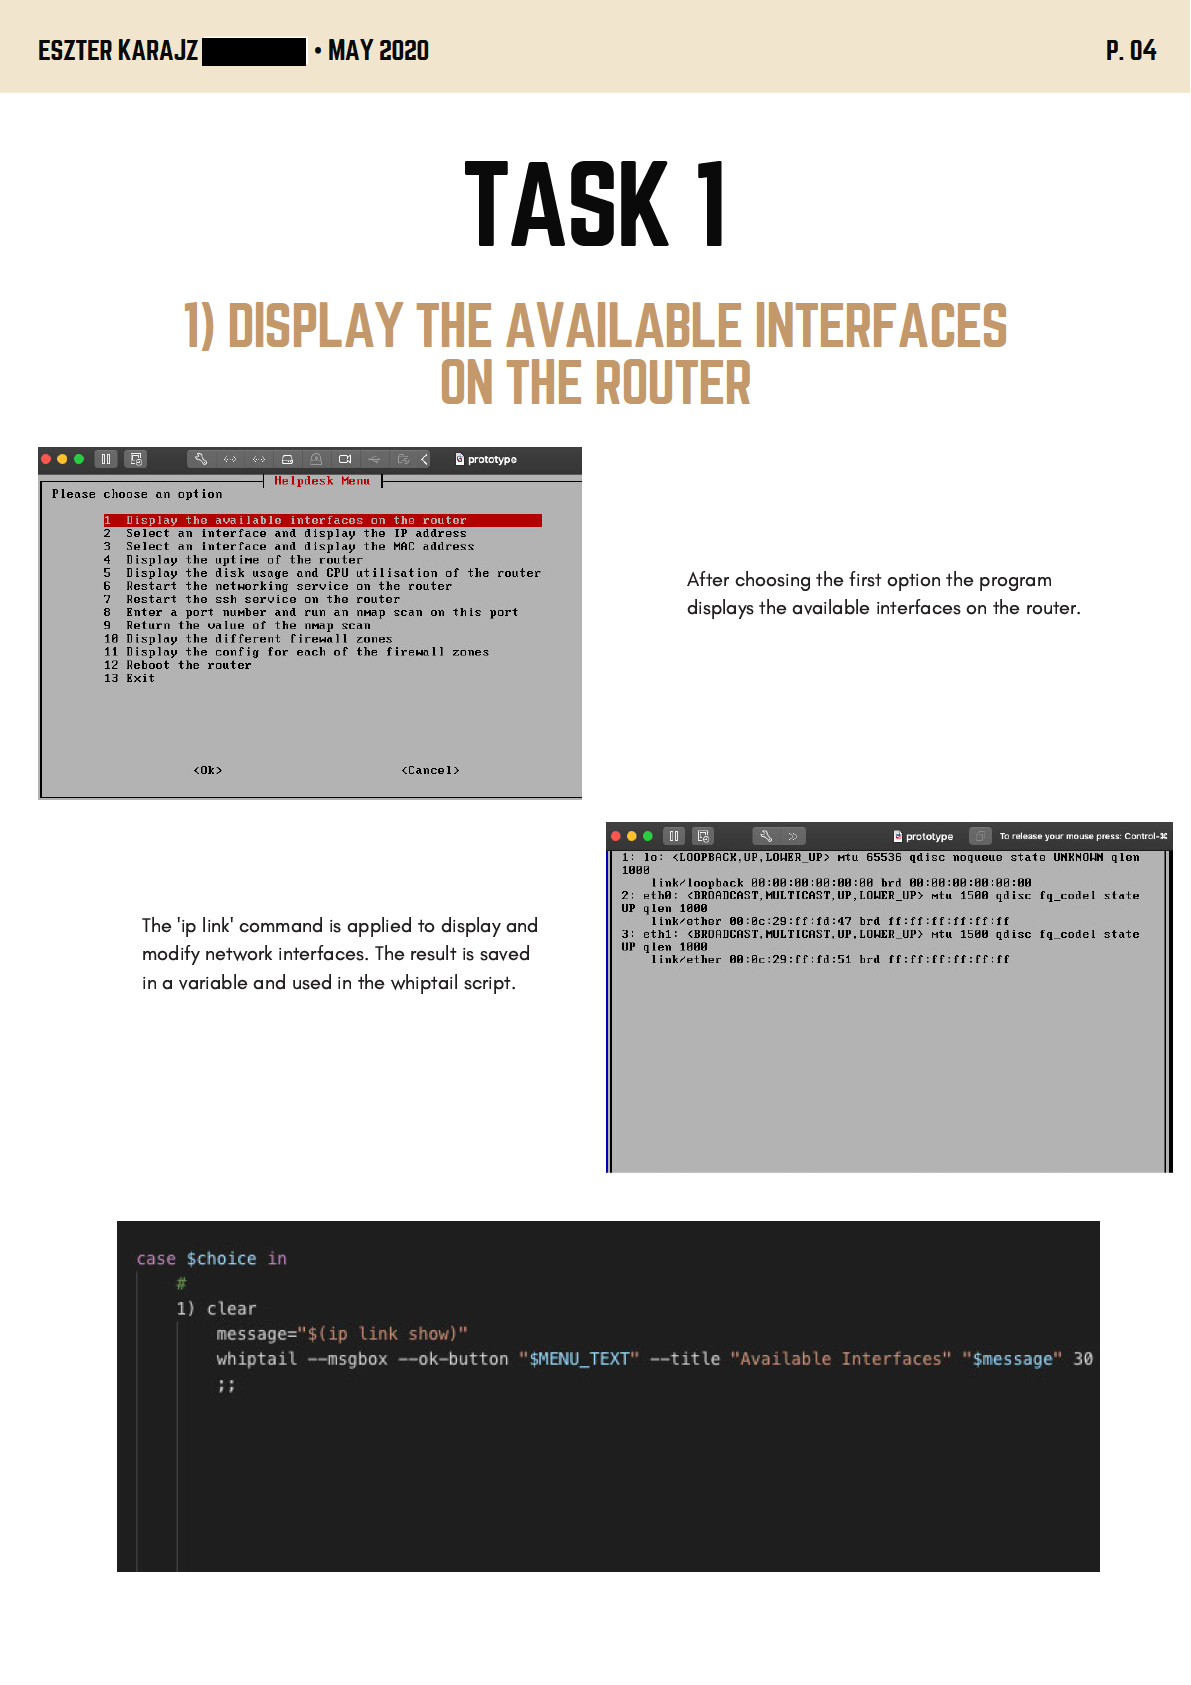 ESZTER KARAJZ • MAY 2020
P. 04
TASK 1
1) DISPLAY THE AVAILABLE INTERFACES
ON THE ROUTER
prototype
Helpdesk Menu
Please choose an option
1 Display the available interfaces on the router
2 Select an interface and display the IP address
3 Select an interface and display the MAC address
4 Display the uptime of the router
5 Display the disk usage and CPU utilisation of the router
6 Restart the networking service on the router
7 Restart the ssh service on the router
8 Enter a port number and run an nmap scan on this port
9 Return the value of the nmap scan
10 Display the different firewall zones
11 Display the config for each of the firewall zones
12 Reboot the router
13 Exit
<Ok> <Cancel>
After choosing the first option the program
displays the available interfaces on the router.
prototype To release your mouse press: Control-⌘
1: lo: <LOOPBACK,UP,LOWER_UP> mtu 65536 qdisc noqueue state UNKNOWN qlen
1000
link/loopback 00:00:00:00:00:00 brd 00:00:00:00:00:00
2: eth0: <BROADCAST,MULTICAST,UP,LOWER_UP> mtu 1500 qdisc fq_codel state
UP qlen 1000
link/ether 00:0c:29:ff:fd:47 brd ff:ff:ff:ff:ff:ff
3: eth1: <BROADCAST,MULTICAST,UP,LOWER_UP> mtu 1500 qdisc fq_codel state
UP qlen 1000
link/ether 00:0c:29:ff:fd:51 brd ff:ff:ff:ff:ff:ff
The 'ip link' command is applied to display and
modify network interfaces. The result is saved
in a variable and used in the whiptail script.
case $choice in
#
1) clear
message="$(ip link show)"
whiptail --msgbox --ok-button "$MENU_TEXT" --title "Available Interfaces" "$message" 30
;;